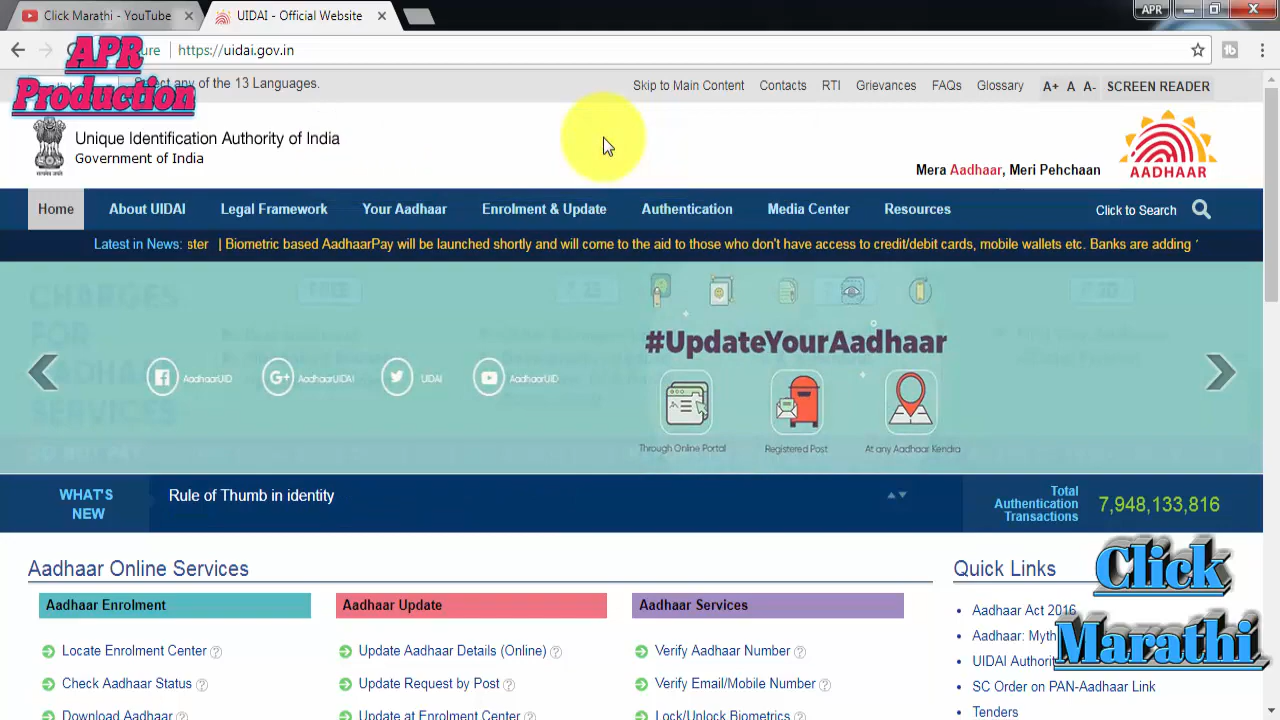 Click Marathi - YouTube
UIDAI - Official Website
APR
https://uidai.gov.in
APR
Production
any of the 13 Languages.
Skip to Main Content
Contacts
RTI
Grievances
FAQs
Glossary
A+ A A-
SCREEN READER
Unique Identification Authority of India
Government of India
Mera Aadhaar, Meri Pehchaan
AADHAAR
Home
About UIDAI
Legal Framework
Your Aadhaar
Enrolment & Update
Authentication
Media Center
Resources
Click to Search
Latest in News: ster | Biometric based AadhaarPay will be launched shortly and will come to the aid to those who don't have access to credit/debit cards, mobile wallets etc. Banks are adding
CHARGES
FOR
AADHAAR
SERVICES
#UpdateYourAadhaar
AadhaarUID
AadhaarUIDAI
UIDAI
AadhaarUID
Through Online Portal
Registered Post
At any Aadhaar Kendra
WHAT'S
NEW
Rule of Thumb in identity
Total
Authentication
Transactions
7,948,133,816
Aadhaar Online Services
Quick Links
Click
Marathi
Aadhaar Enrolment
Aadhaar Update
Aadhaar Services
Aadhaar Act 2016
Locate Enrolment Center
Update Aadhaar Details (Online)
Verify Aadhaar Number
Aadhaar: Myth
UIDAI Authorit
Check Aadhaar Status
Update Request by Post
Verify Email/Mobile Number
SC Order on PAN-Aadhaar Link
Download Aadhaar
Update at Enrolment Center
Lock/Unlock Biometrics
Tenders